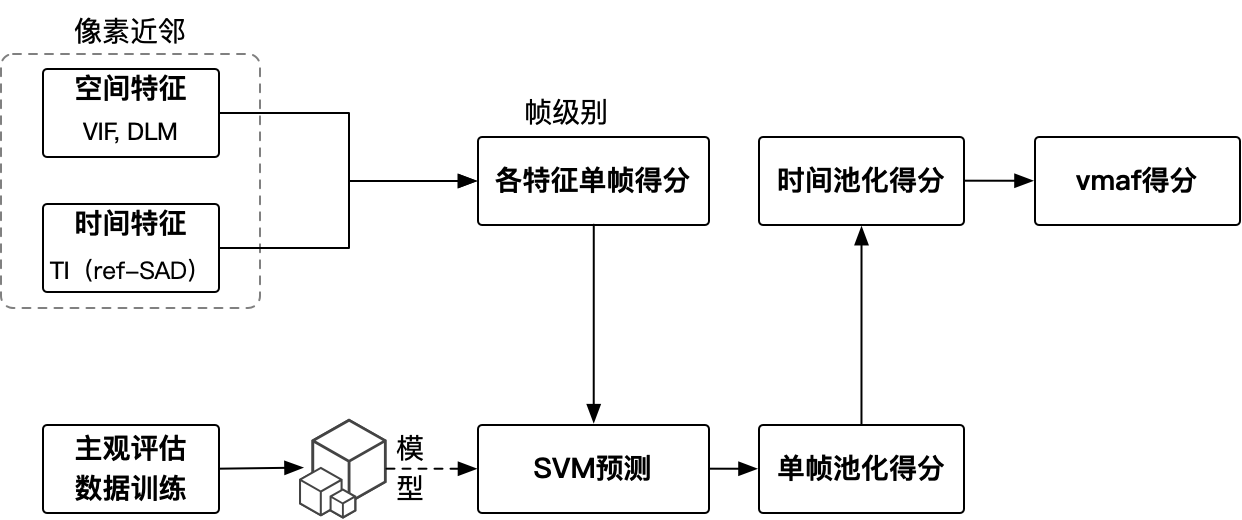 像素近邻
空间特征
VIF, DLM
时间特征
TI（ref-SAD）
帧级别
各特征单帧得分
时间池化得分
vmaf得分
主观评估
数据训练
模
型
SVM预测
单帧池化得分